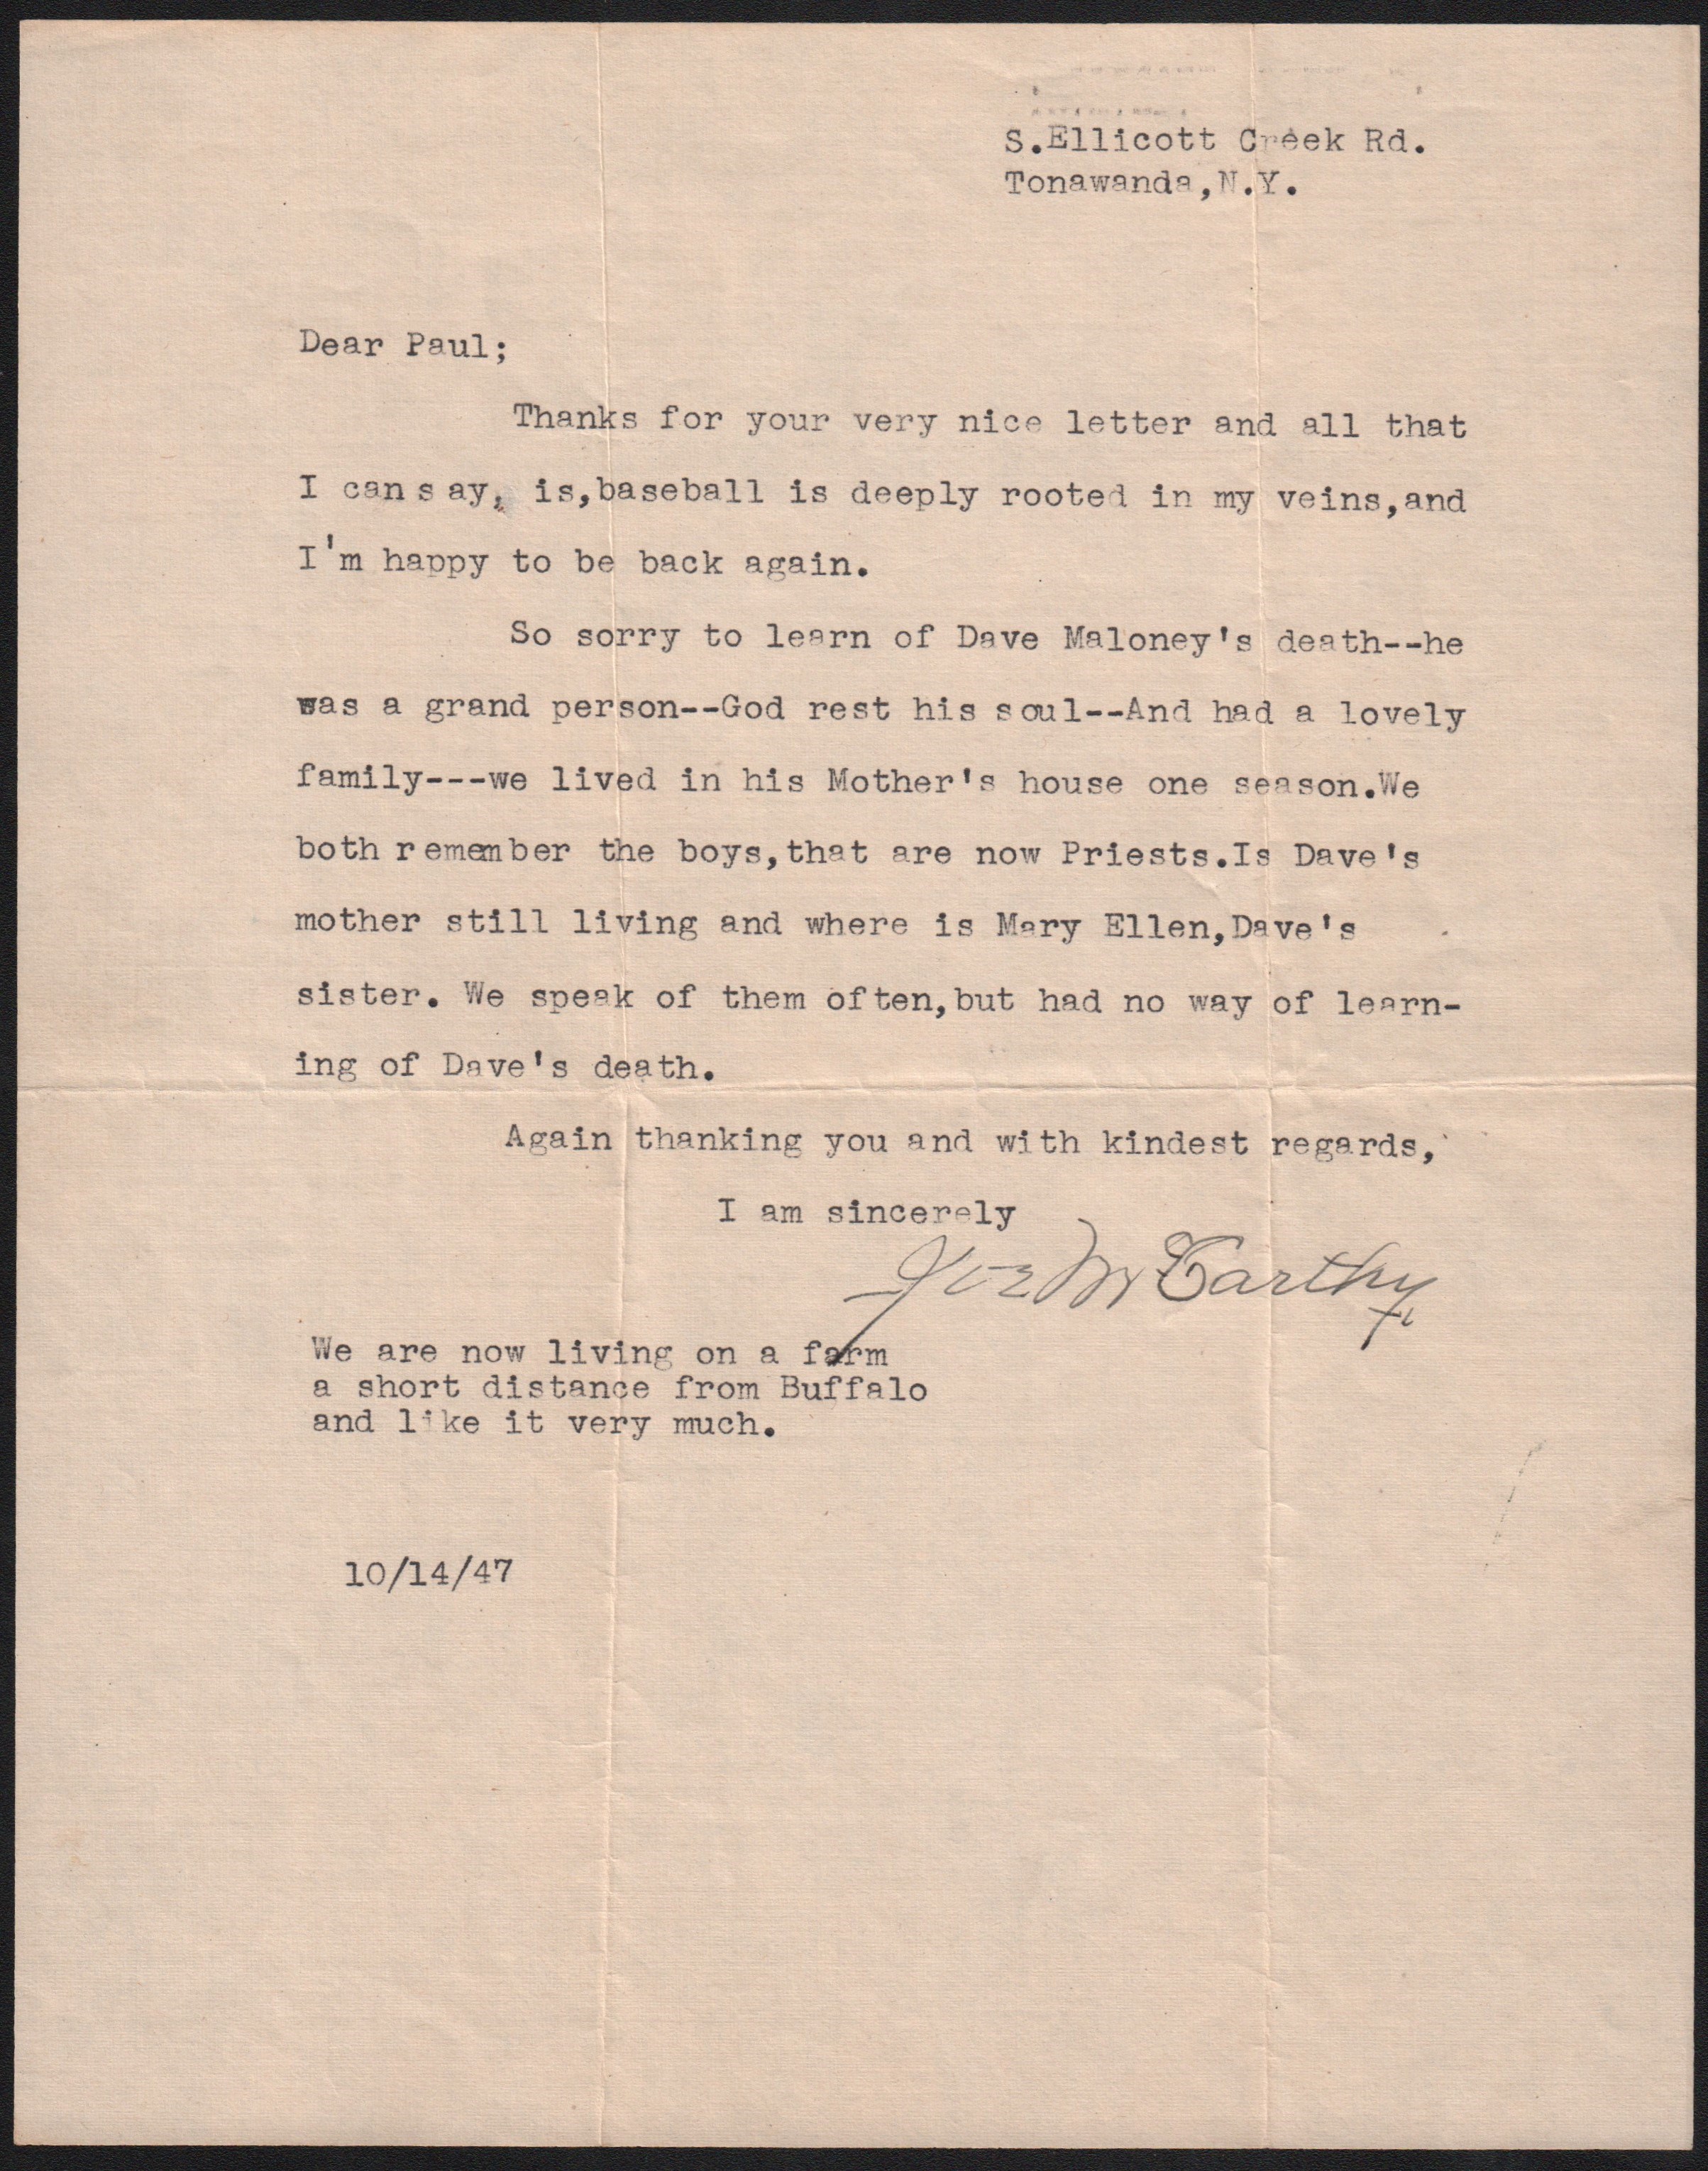 S.Ellicott Creek Rd.
Tonawanda,N.Y.
Dear Paul;
Thanks for your very nice letter and all that
I can say, is,baseball is deeply rooted in my veins,and
I'm happy to be back again.
So sorry to learn of Dave Maloney's death--he
was a grand person--God rest his soul--And had a lovely
family---we lived in his Mother's house one season.We
both remember the boys,that are now Priests.Is Dave's
mother still living and where is Mary Ellen,Dave's
sister. We speak of them often,but had no way of learn-
ing of Dave's death.
Again thanking you and with kindest regards,
I am sincerely
Joe McCarthy
We are now living on a farm
a short distance from Buffalo
and like it very much.
10/14/47